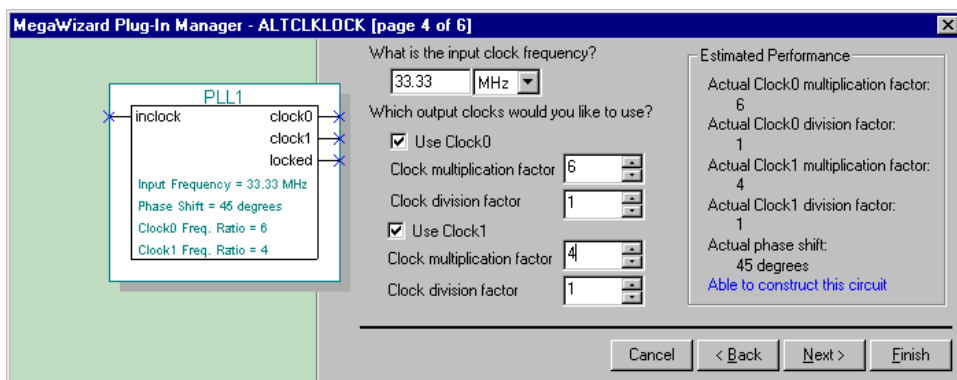 MegaWizard Plug-In Manager - ALTCLKLOCK [page 4 of 6]
PLL1
inclock
clock0
clock1
locked
Input Frequency = 33.33 MHz
Phase Shift = 45 degrees
Clock0 Freq. Ratio = 6
Clock1 Freq. Ratio = 4
What is the input clock frequency?
33.33 MHz
Which output clocks would you like to use?
Use Clock0
Clock multiplication factor 6
Clock division factor 1
Use Clock1
Clock multiplication factor 4
Clock division factor 1
Estimated Performance
Actual Clock0 multiplication factor:
6
Actual Clock0 division factor:
1
Actual Clock1 multiplication factor:
4
Actual Clock1 division factor:
1
Actual phase shift:
45 degrees
Able to construct this circuit
Cancel
< Back
Next >
Finish